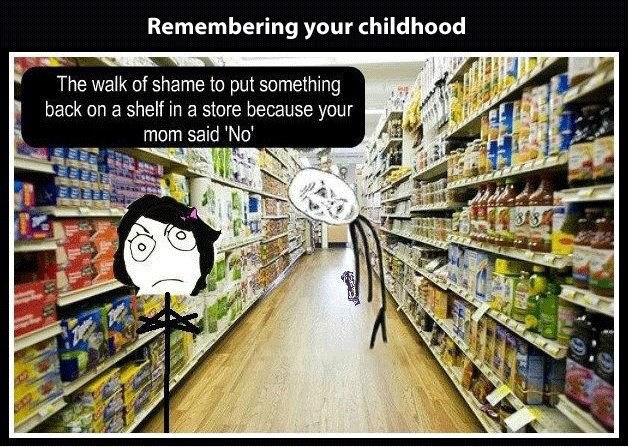 Remembering your childhood
The walk of shame to put something
back on a shelf in a store because your
mom said 'No'